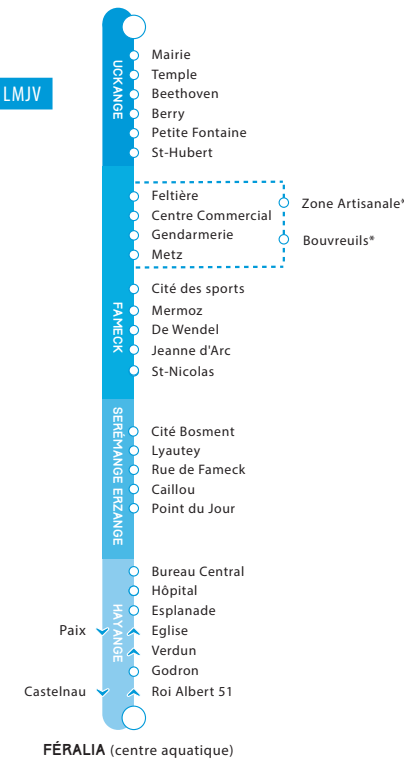 LMJV
UCKANGE
Mairie
Temple
Beethoven
Berry
Petite Fontaine
St-Hubert
FAMECK
Feltière
Centre Commercial
Gendarmerie
Metz
Zone Artisanale*
Bouvreuils*
Cité des sports
Mermoz
De Wendel
Jeanne d'Arc
St-Nicolas
SERÉMANGE ERZANGE
Cité Bosment
Lyautey
Rue de Fameck
Caillou
Point du Jour
HAYANGE
Bureau Central
Hôpital
Esplanade
Paix
Eglise
Verdun
Godron
Castelnau
Roi Albert 51
FÉRALIA (centre aquatique)